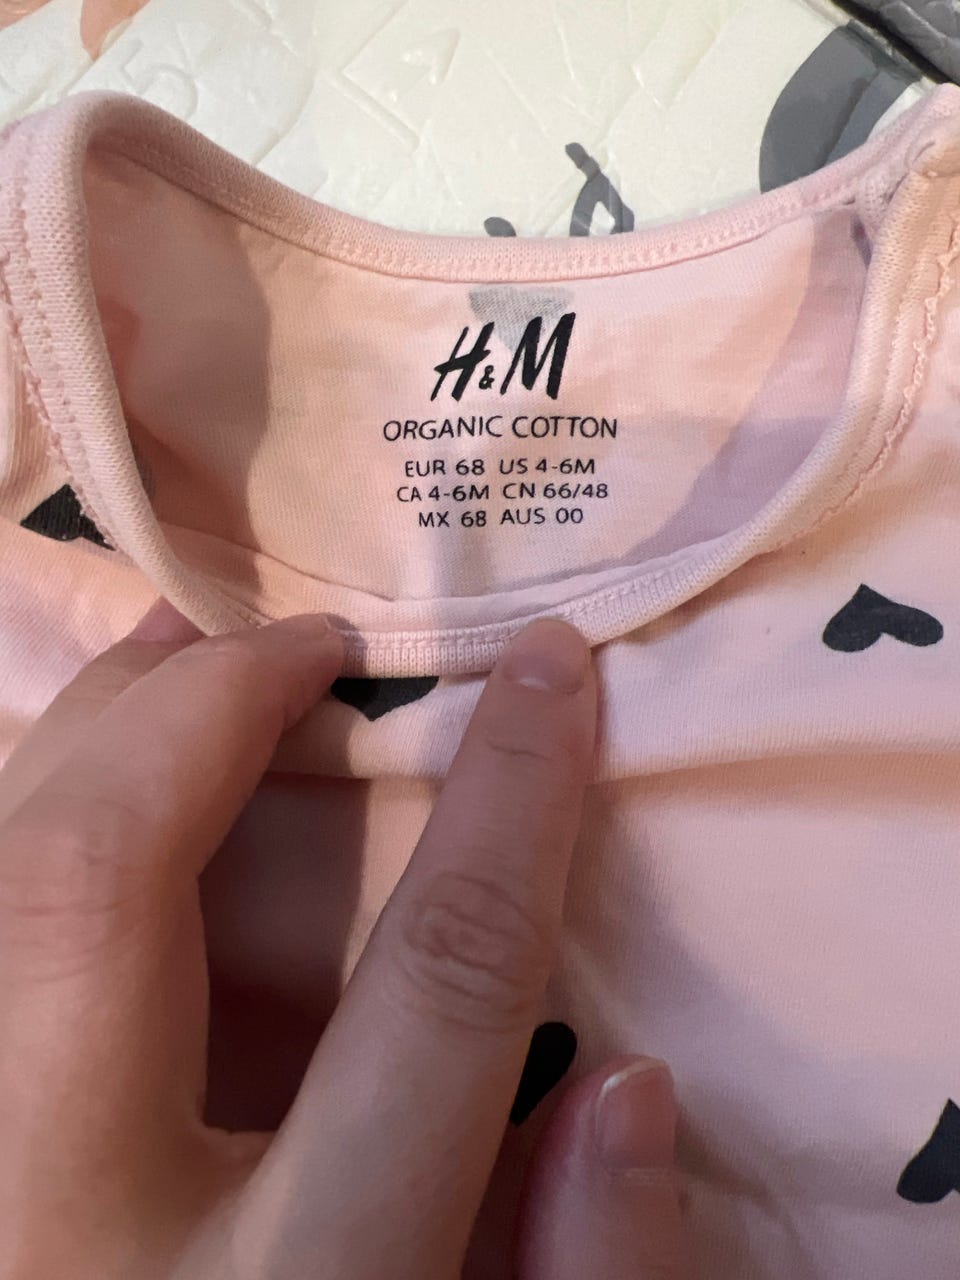 H&M
ORGANIC COTTON
EUR 68 US 4-6M
CA 4-6M CN 66/48
MX 68 AUS 00